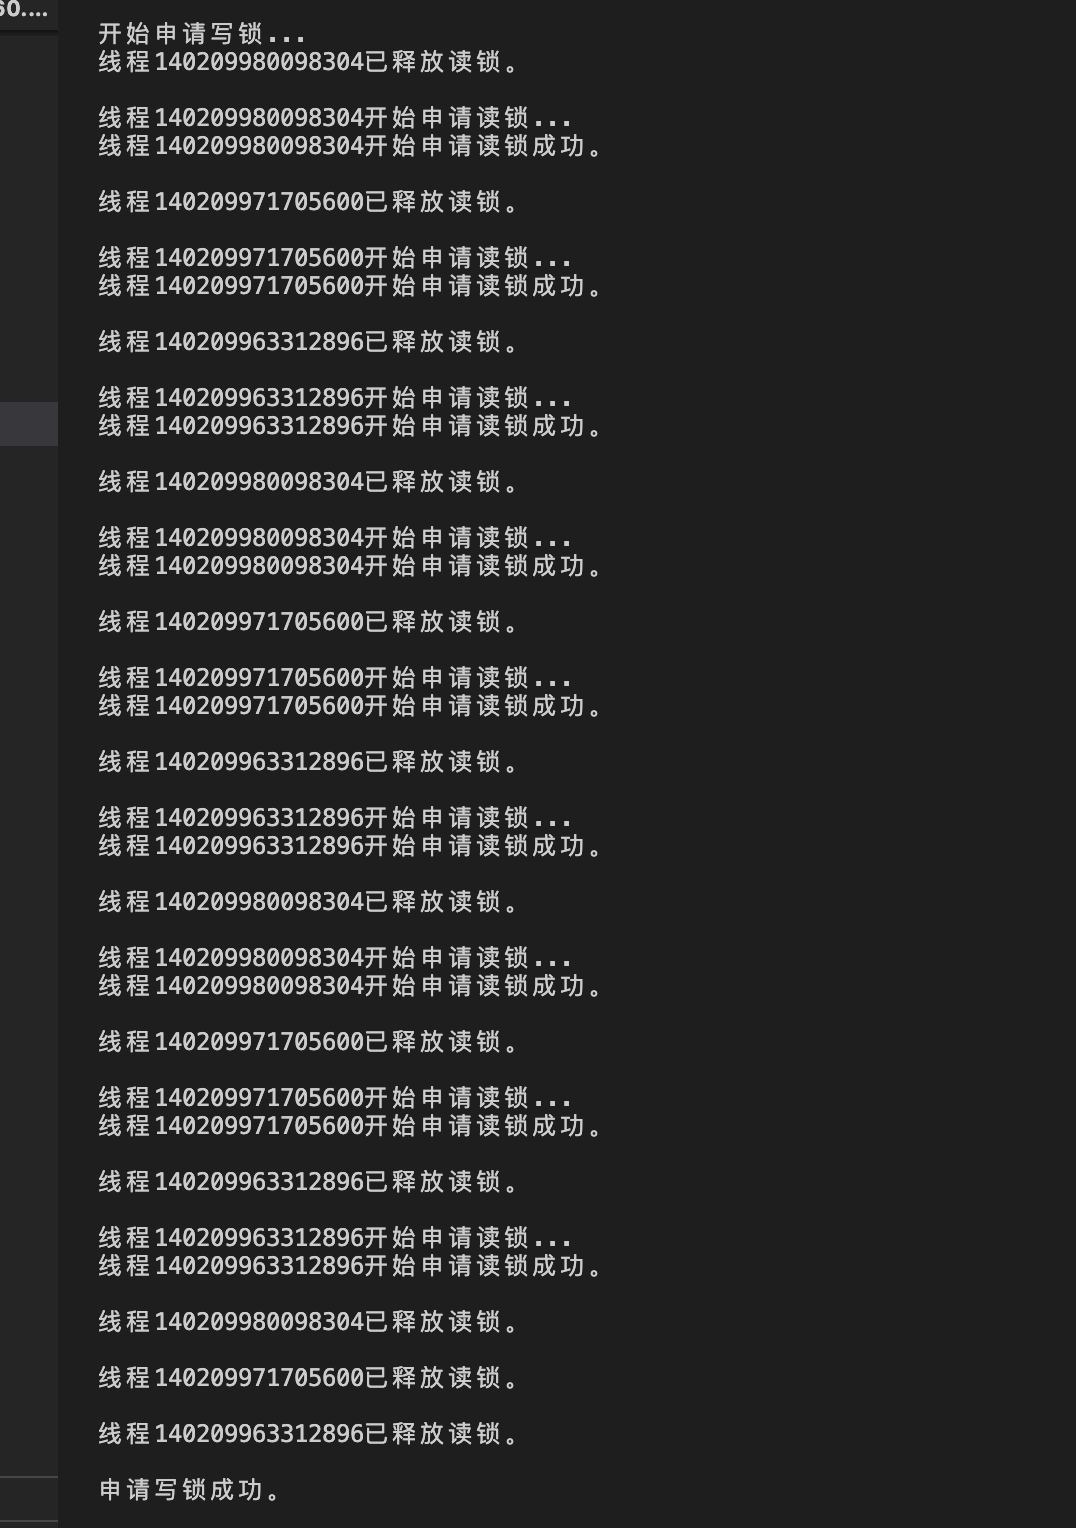 60....
开始申请写锁...
线程140209980098304已释放读锁。
线程140209980098304开始申请读锁...
线程140209980098304开始申请读锁成功。
线程140209971705600已释放读锁。
线程140209971705600开始申请读锁...
线程140209971705600开始申请读锁成功。
线程140209963312896已释放读锁。
线程140209963312896开始申请读锁...
线程140209963312896开始申请读锁成功。
线程140209980098304已释放读锁。
线程140209980098304开始申请读锁...
线程140209980098304开始申请读锁成功。
线程140209971705600已释放读锁。
线程140209971705600开始申请读锁...
线程140209971705600开始申请读锁成功。
线程140209963312896已释放读锁。
线程140209963312896开始申请读锁...
线程140209963312896开始申请读锁成功。
线程140209980098304已释放读锁。
线程140209980098304开始申请读锁...
线程140209980098304开始申请读锁成功。
线程140209971705600已释放读锁。
线程140209971705600开始申请读锁...
线程140209971705600开始申请读锁成功。
线程140209963312896已释放读锁。
线程140209963312896开始申请读锁...
线程140209963312896开始申请读锁成功。
线程140209980098304已释放读锁。
线程140209971705600已释放读锁。
线程140209963312896已释放读锁。
申请写锁成功。